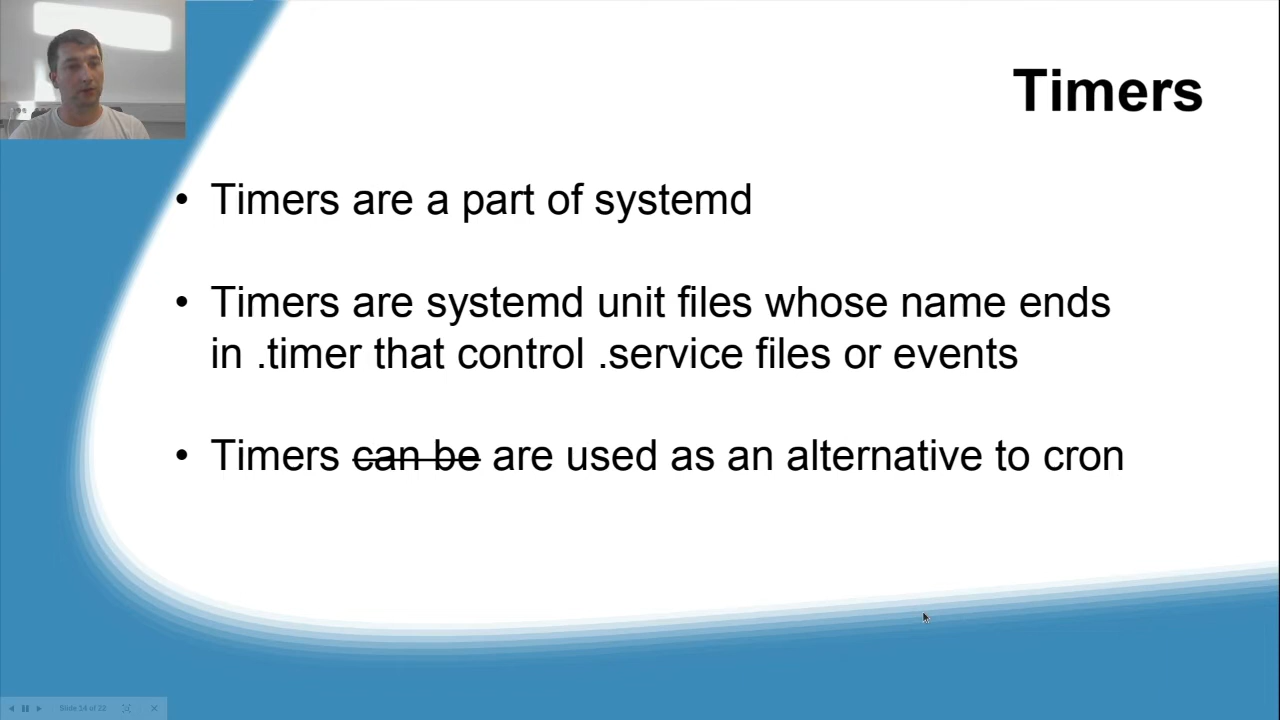 Timers
• Timers are a part of systemd
• Timers are systemd unit files whose name ends
in .timer that control .service files or events
• Timers can be are used as an alternative to cron
Slide 14 of 22